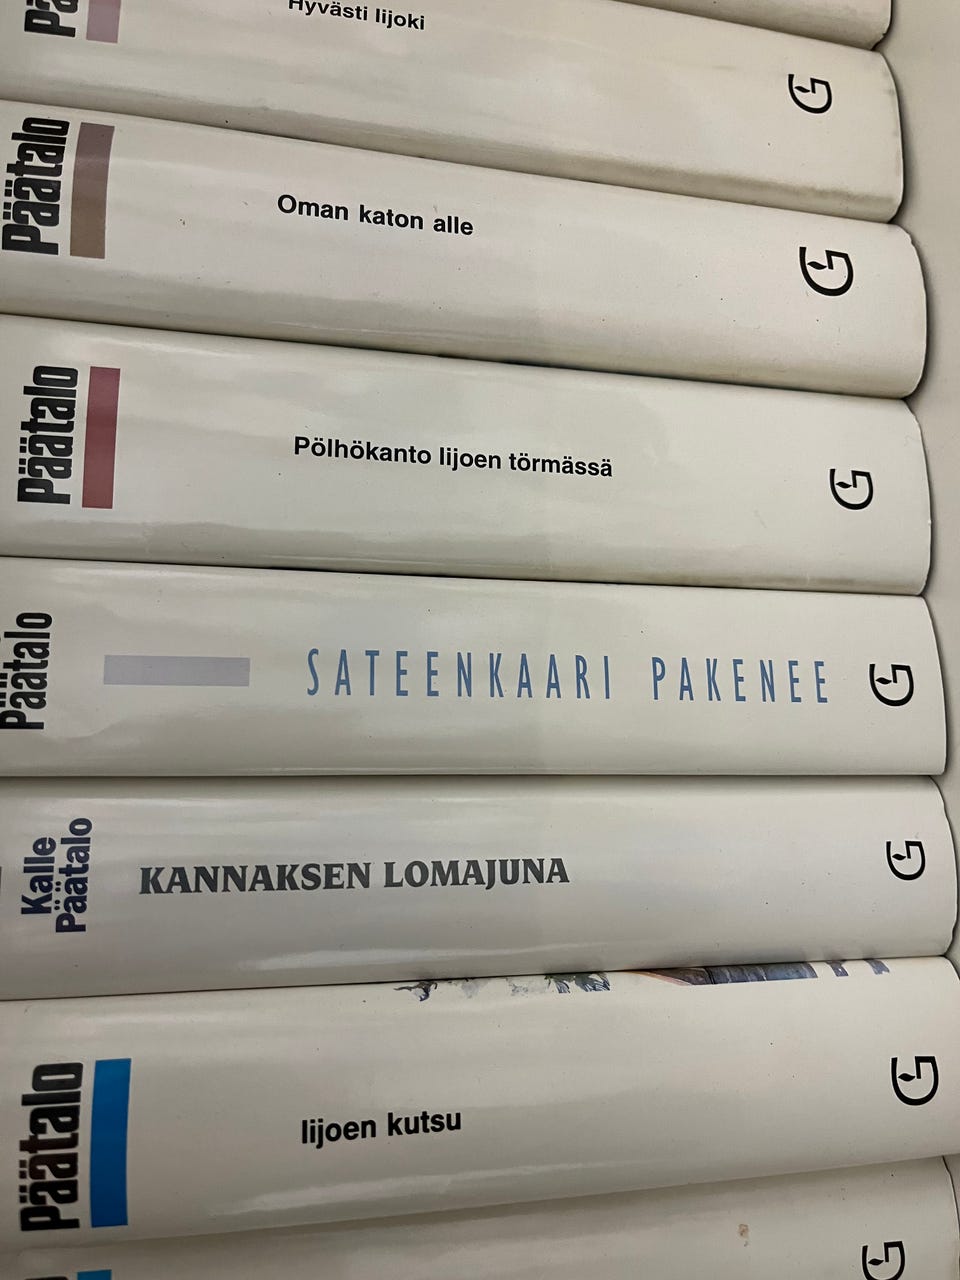 Hyvästi Iijoki
Päätalo
Oman katon alle
Päätalo
Pölhökanto Iijoen törmässä
Päätalo
SATEENKAARI PAKENEE
Kalle
Päätalo
KANNAKSEN LOMAJUNA
Päätalo
Iijoen kutsu